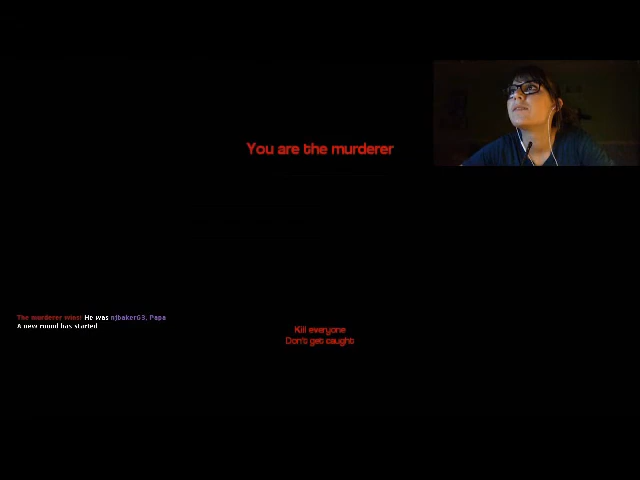 You are the murderer
The murderer wins! He was njbaker63, Papa
A new round has started
Kill everyone
Don't get caught